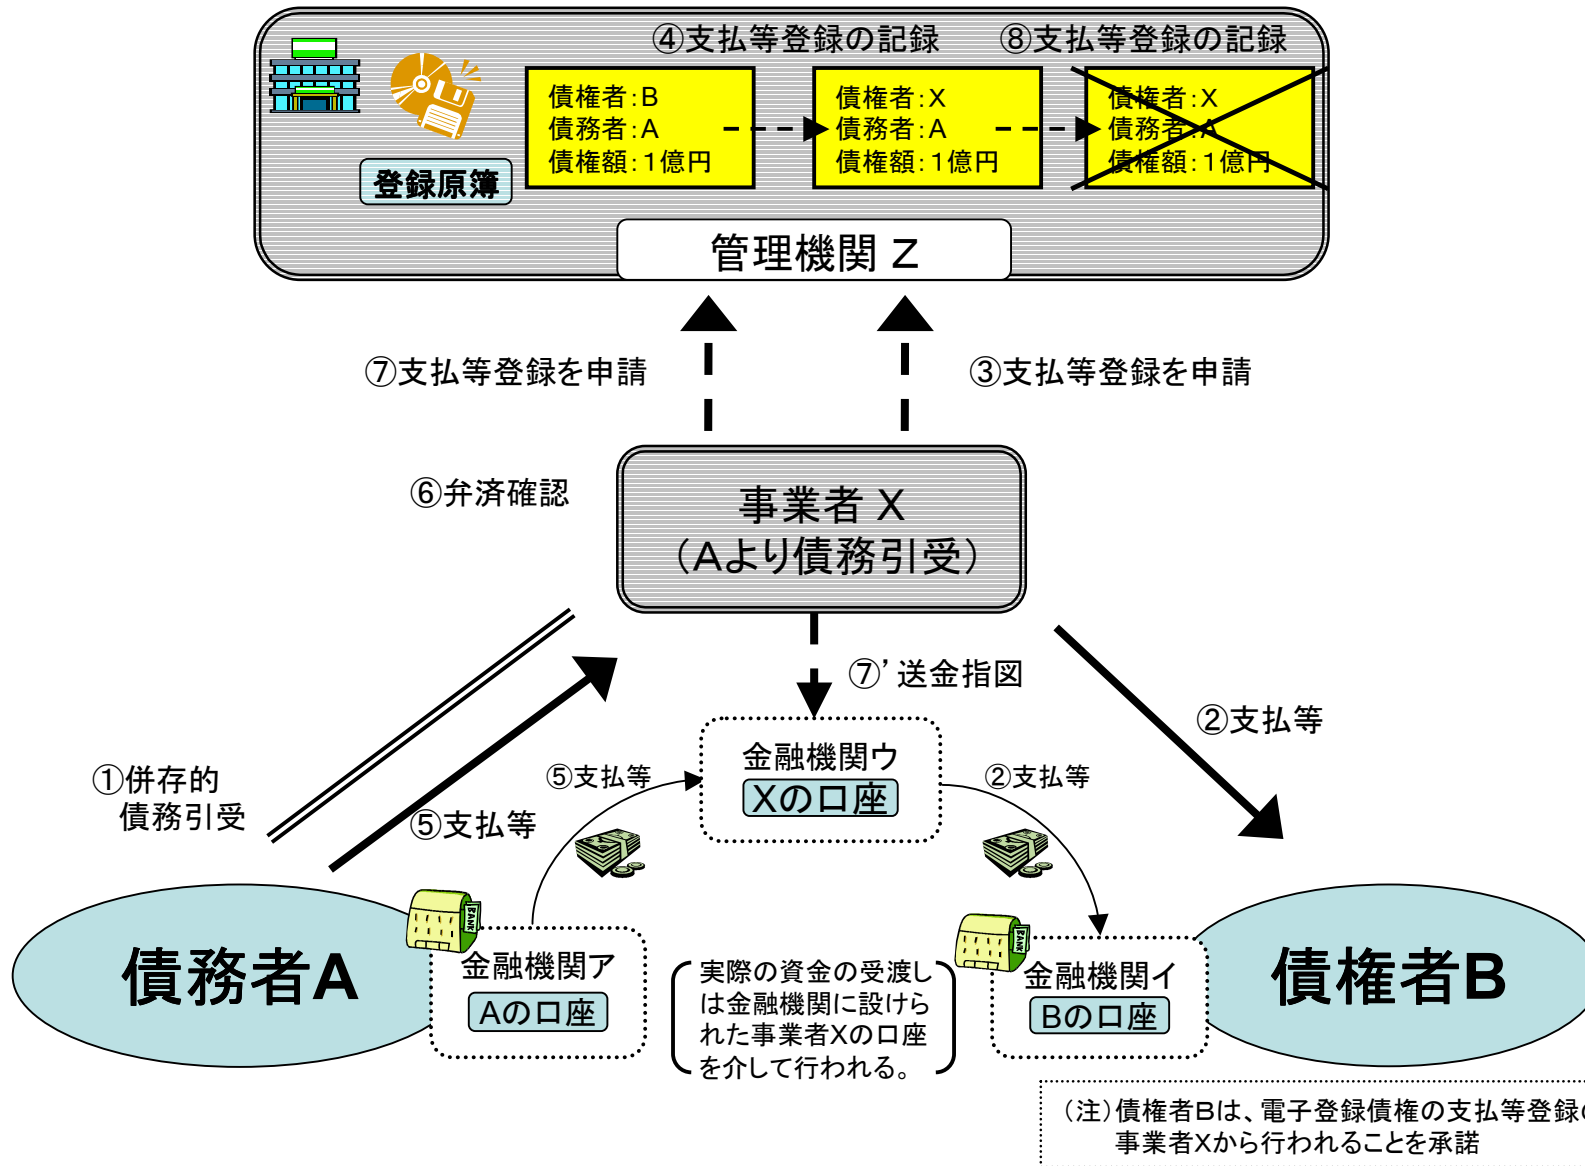 ④支払等登録の記録
⑧支払等登録の記録
債権者:B
債務者:A
債権額:1億円
債権者:X
債務者:A
債権額:1億円
債権者:X
債務者:A
債権額:1億円
登録原簿
管理機関 Z
⑦支払等登録を申請
③支払等登録を申請
⑥弁済確認
事業者 X
(Aより債務引受)
⑦’送金指図
②支払等
①併存的
債務引受
⑤支払等
⑤支払等
②支払等
金融機関ウ
Xの口座
BANK
BANK
債務者A
金融機関ア
Aの口座
実際の資金の受渡し
は金融機関に設けら
れた事業者Xの口座
を介して行われる。
金融機関イ
Bの口座
債権者B
(注)債権者Bは、電子登録債権の支払等登録
事業者Xから行われることを承諾